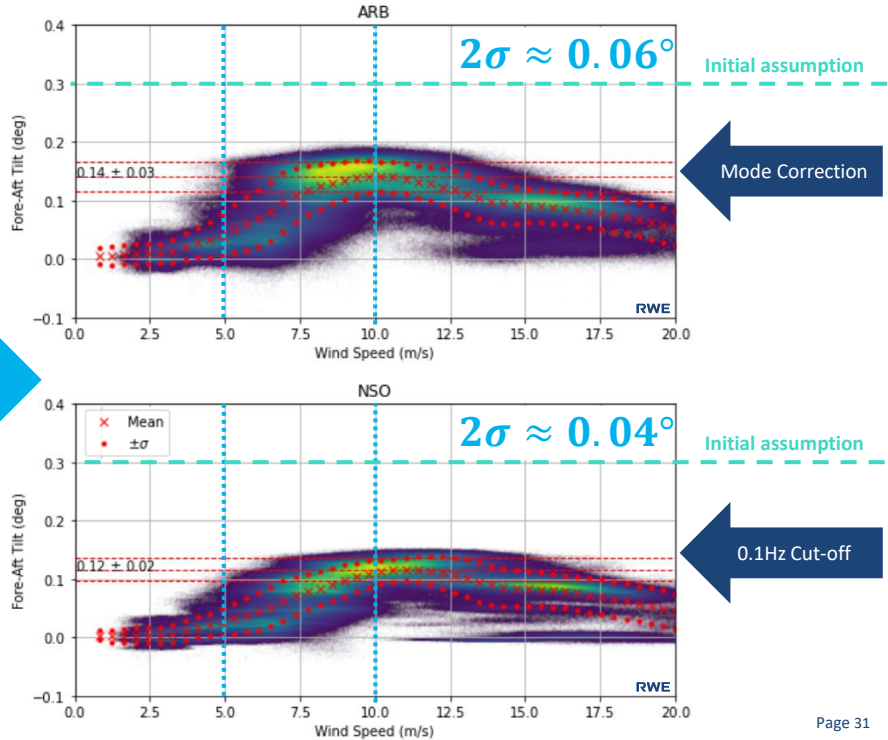 ARB
0.4
0.3
0.2
0.1
0.0
−0.1
Fore-Aft Tilt (deg)
2σ ≈ 0.06°
Initial assumption
0.14 ± 0.03
Mode Correction
RWE
0.0 2.5 5.0 7.5 10.0 12.5 15.0 17.5 20.0
Wind Speed (m/s)
NSO
0.4
0.3
0.2
0.1
0.0
−0.1
Fore-Aft Tilt (deg)
Mean
±σ
2σ ≈ 0.04°
Initial assumption
0.12 ± 0.02
0.1Hz Cut-off
RWE
0.0 2.5 5.0 7.5 10.0 12.5 15.0 17.5 20.0
Wind Speed (m/s)
Page 31